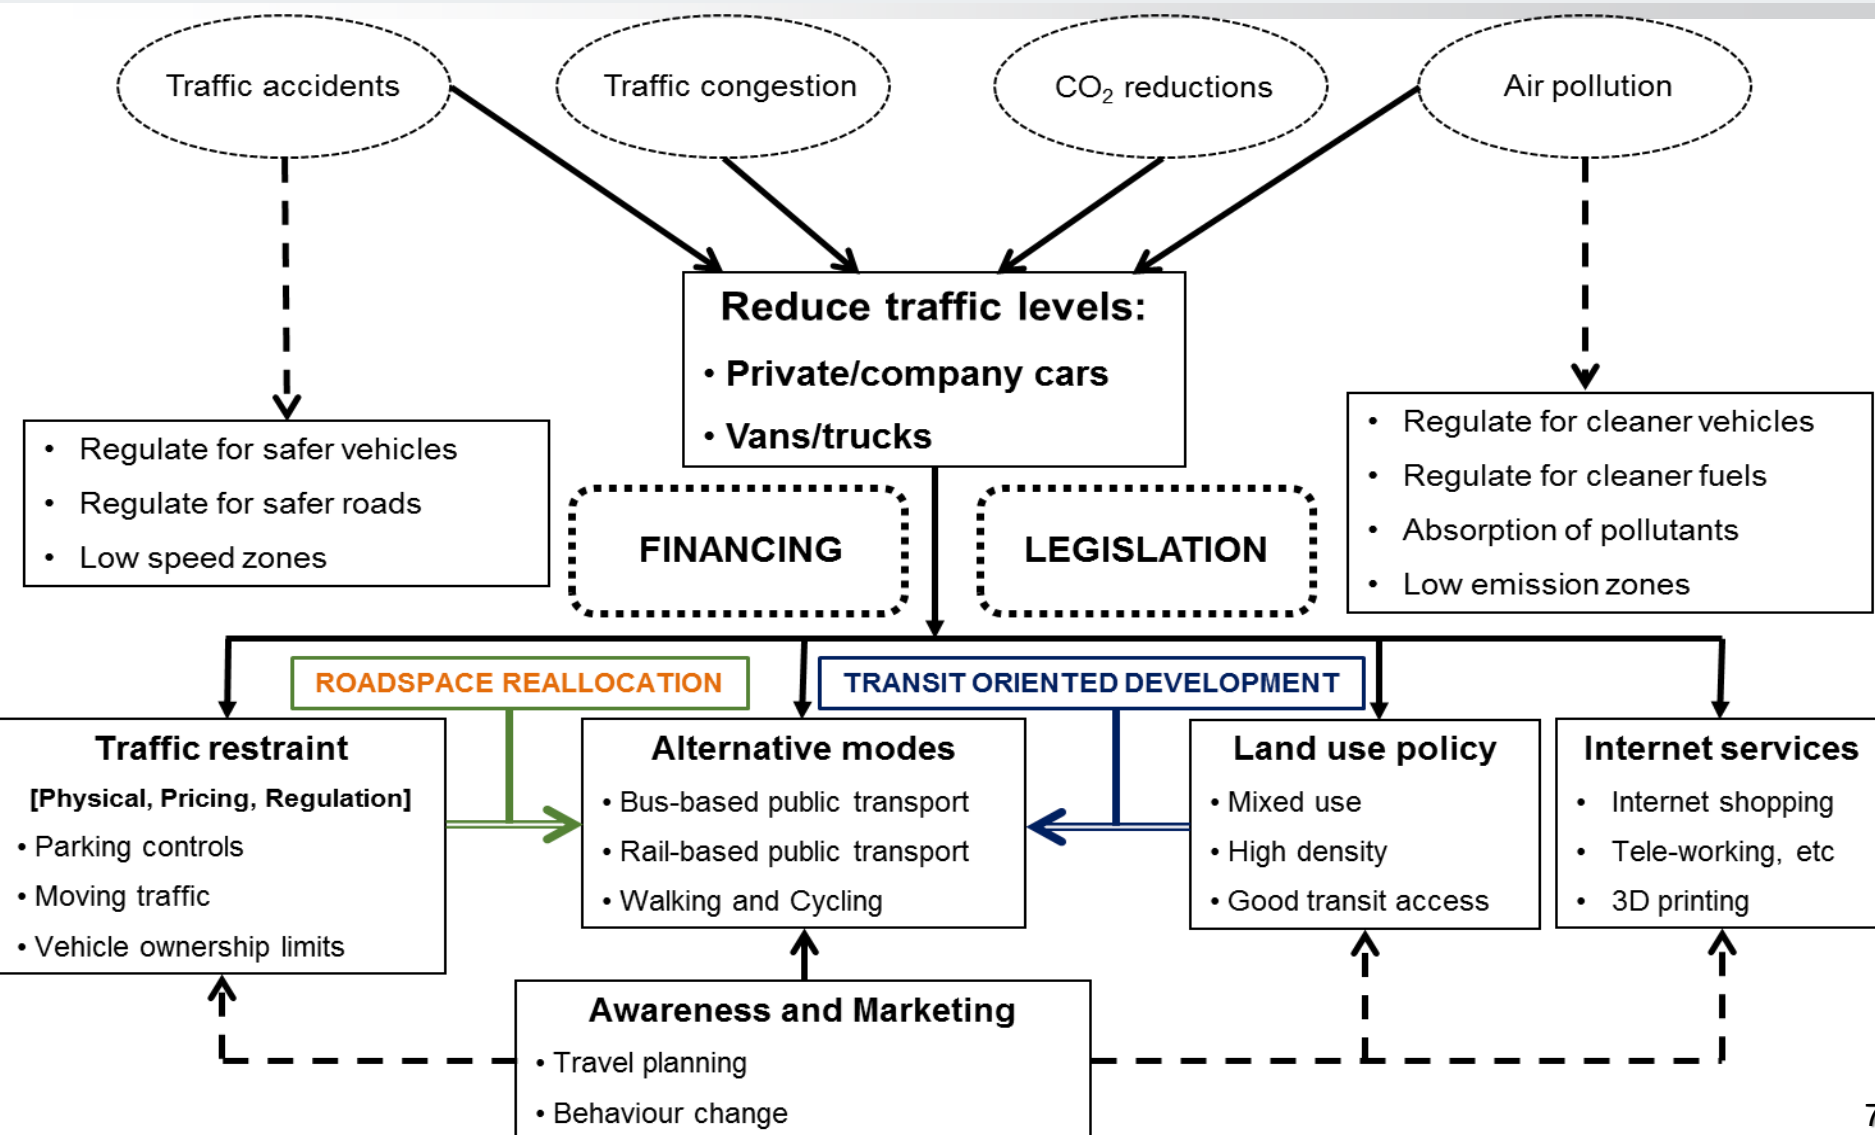 Traffic accidents
Traffic congestion
CO₂ reductions
Air pollution
Reduce traffic levels:
• Private/company cars
• Vans/trucks
• Regulate for safer vehicles
• Regulate for safer roads
• Low speed zones
FINANCING
LEGISLATION
• Regulate for cleaner vehicles
• Regulate for cleaner fuels
• Absorption of pollutants
• Low emission zones
ROADSPACE REALLOCATION
TRANSIT ORIENTED DEVELOPMENT
Traffic restraint
[Physical, Pricing, Regulation]
• Parking controls
• Moving traffic
• Vehicle ownership limits
Alternative modes
• Bus-based public transport
• Rail-based public transport
• Walking and Cycling
Land use policy
• Mixed use
• High density
• Good transit access
Internet services
• Internet shopping
• Tele-working, etc
• 3D printing
Awareness and Marketing
• Travel planning
• Behaviour change
7